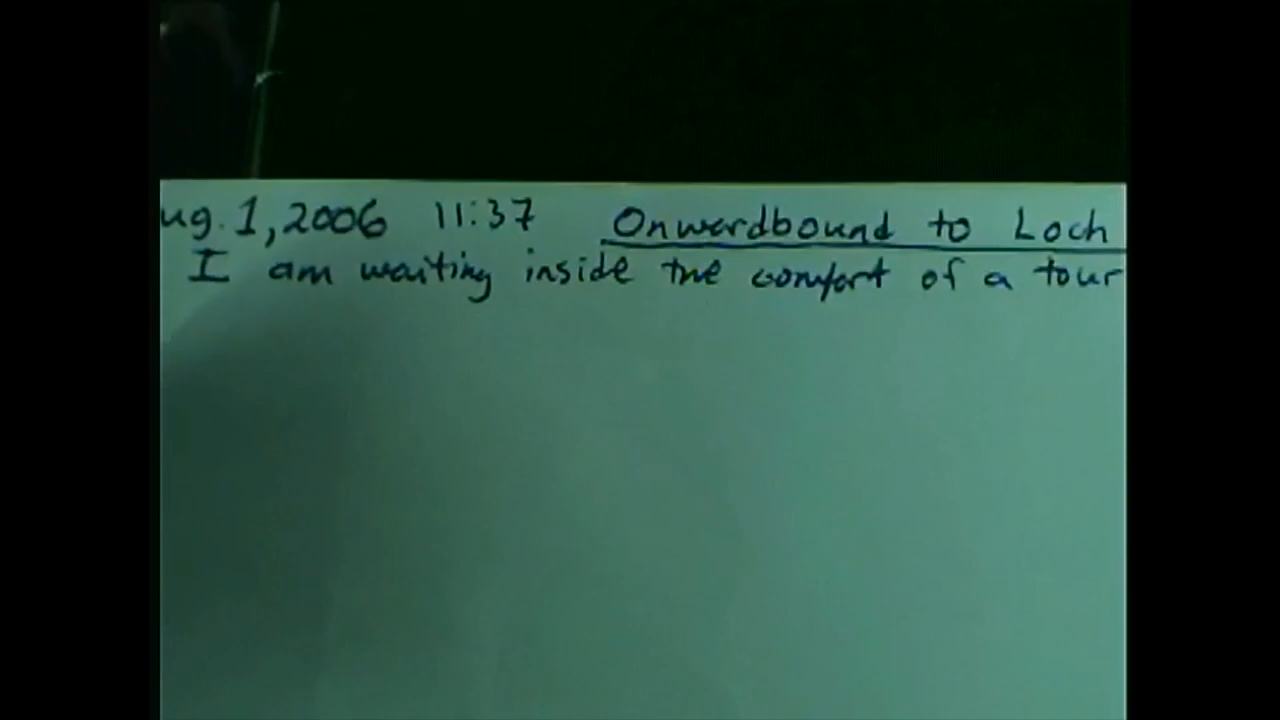 ug. 1, 2006 11:37 Onwardbound to Loch
I am waiting inside the comfort of a tour